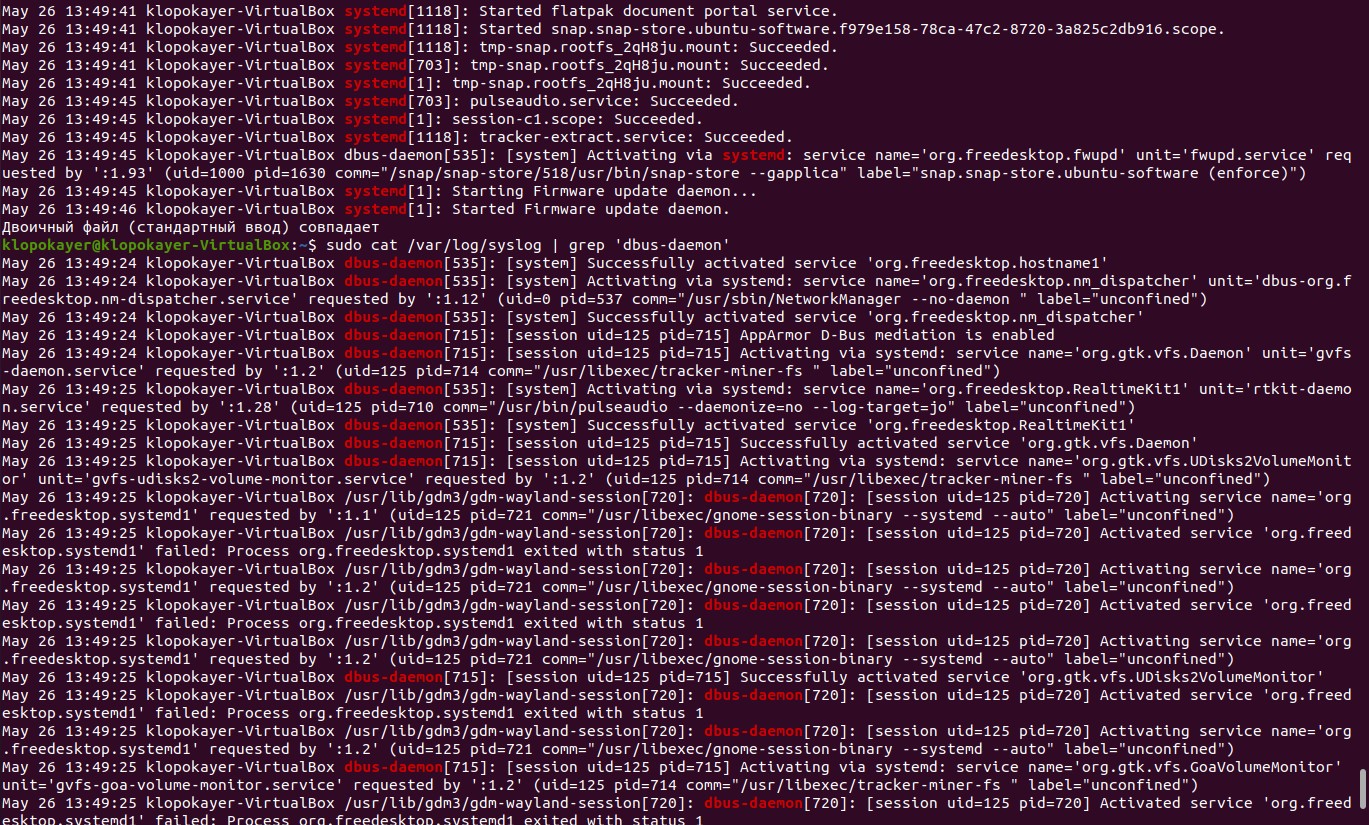 May 26 13:49:41 klopokayer-VirtualBox systemd[1118]: Started flatpak document portal service.
May 26 13:49:41 klopokayer-VirtualBox systemd[1118]: Started snap.snap-store.ubuntu-software.f979e158-78ca-47c2-8720-3a825c2db916.scope.
May 26 13:49:41 klopokayer-VirtualBox systemd[1118]: tmp-snap.rootfs_2qH8ju.mount: Succeeded.
May 26 13:49:41 klopokayer-VirtualBox systemd[703]: tmp-snap.rootfs_2qH8ju.mount: Succeeded.
May 26 13:49:41 klopokayer-VirtualBox systemd[1]: tmp-snap.rootfs_2qH8ju.mount: Succeeded.
May 26 13:49:45 klopokayer-VirtualBox systemd[703]: pulseaudio.service: Succeeded.
May 26 13:49:45 klopokayer-VirtualBox systemd[1]: session-c1.scope: Succeeded.
May 26 13:49:45 klopokayer-VirtualBox systemd[1118]: tracker-extract.service: Succeeded.
May 26 13:49:45 klopokayer-VirtualBox dbus-daemon[535]: [system] Activating via systemd: service name='org.freedesktop.fwupd' unit='fwupd.service' req
uested by ':1.93' (uid=1000 pid=1630 comm="/snap/snap-store/518/usr/bin/snap-store --gapplica" label="snap.snap-store.ubuntu-software (enforce)")
May 26 13:49:45 klopokayer-VirtualBox systemd[1]: Starting Firmware update daemon...
May 26 13:49:46 klopokayer-VirtualBox systemd[1]: Started Firmware update daemon.
Двоичный файл (стандартный ввод) совпадает
klopokayer@klopokayer-VirtualBox:~$ sudo cat /var/log/syslog | grep 'dbus-daemon'
May 26 13:49:24 klopokayer-VirtualBox dbus-daemon[535]: [system] Successfully activated service 'org.freedesktop.hostname1'
May 26 13:49:24 klopokayer-VirtualBox dbus-daemon[535]: [system] Activating via systemd: service name='org.freedesktop.nm_dispatcher' unit='dbus-org.f
reedesktop.nm-dispatcher.service' requested by ':1.12' (uid=0 pid=537 comm="/usr/sbin/NetworkManager --no-daemon " label="unconfined")
May 26 13:49:24 klopokayer-VirtualBox dbus-daemon[535]: [system] Successfully activated service 'org.freedesktop.nm_dispatcher'
May 26 13:49:24 klopokayer-VirtualBox dbus-daemon[715]: [session uid=125 pid=715] AppArmor D-Bus mediation is enabled
May 26 13:49:24 klopokayer-VirtualBox dbus-daemon[715]: [session uid=125 pid=715] Activating via systemd: service name='org.gtk.vfs.Daemon' unit='gvfs
-daemon.service' requested by ':1.2' (uid=125 pid=714 comm="/usr/libexec/tracker-miner-fs " label="unconfined")
May 26 13:49:25 klopokayer-VirtualBox dbus-daemon[535]: [system] Activating via systemd: service name='org.freedesktop.RealtimeKit1' unit='rtkit-daemo
n.service' requested by ':1.28' (uid=125 pid=710 comm="/usr/bin/pulseaudio --daemonize=no --log-target=jo" label="unconfined")
May 26 13:49:25 klopokayer-VirtualBox dbus-daemon[535]: [system] Successfully activated service 'org.freedesktop.RealtimeKit1'
May 26 13:49:25 klopokayer-VirtualBox dbus-daemon[715]: [session uid=125 pid=715] Successfully activated service 'org.gtk.vfs.Daemon'
May 26 13:49:25 klopokayer-VirtualBox dbus-daemon[715]: [session uid=125 pid=715] Activating via systemd: service name='org.gtk.vfs.UDisks2VolumeMonit
or' unit='gvfs-udisks2-volume-monitor.service' requested by ':1.2' (uid=125 pid=714 comm="/usr/libexec/tracker-miner-fs " label="unconfined")
May 26 13:49:25 klopokayer-VirtualBox /usr/lib/gdm3/gdm-wayland-session[720]: dbus-daemon[720]: [session uid=125 pid=720] Activating service name='org
.freedesktop.systemd1' requested by ':1.1' (uid=125 pid=721 comm="/usr/libexec/gnome-session-binary --systemd --auto" label="unconfined")
May 26 13:49:25 klopokayer-VirtualBox /usr/lib/gdm3/gdm-wayland-session[720]: dbus-daemon[720]: [session uid=125 pid=720] Activated service 'org.freed
esktop.systemd1' failed: Process org.freedesktop.systemd1 exited with status 1
May 26 13:49:25 klopokayer-VirtualBox /usr/lib/gdm3/gdm-wayland-session[720]: dbus-daemon[720]: [session uid=125 pid=720] Activating service name='org
.freedesktop.systemd1' requested by ':1.2' (uid=125 pid=721 comm="/usr/libexec/gnome-session-binary --systemd --auto" label="unconfined")
May 26 13:49:25 klopokayer-VirtualBox /usr/lib/gdm3/gdm-wayland-session[720]: dbus-daemon[720]: [session uid=125 pid=720] Activated service 'org.freed
esktop.systemd1' failed: Process org.freedesktop.systemd1 exited with status 1
May 26 13:49:25 klopokayer-VirtualBox /usr/lib/gdm3/gdm-wayland-session[720]: dbus-daemon[720]: [session uid=125 pid=720] Activating service name='org
.freedesktop.systemd1' requested by ':1.2' (uid=125 pid=721 comm="/usr/libexec/gnome-session-binary --systemd --auto" label="unconfined")
May 26 13:49:25 klopokayer-VirtualBox dbus-daemon[715]: [session uid=125 pid=715] Successfully activated service 'org.gtk.vfs.UDisks2VolumeMonitor'
May 26 13:49:25 klopokayer-VirtualBox /usr/lib/gdm3/gdm-wayland-session[720]: dbus-daemon[720]: [session uid=125 pid=720] Activated service 'org.freed
esktop.systemd1' failed: Process org.freedesktop.systemd1 exited with status 1
May 26 13:49:25 klopokayer-VirtualBox /usr/lib/gdm3/gdm-wayland-session[720]: dbus-daemon[720]: [session uid=125 pid=720] Activating service name='org
.freedesktop.systemd1' requested by ':1.2' (uid=125 pid=721 comm="/usr/libexec/gnome-session-binary --systemd --auto" label="unconfined")
May 26 13:49:25 klopokayer-VirtualBox dbus-daemon[715]: [session uid=125 pid=715] Activating via systemd: service name='org.gtk.vfs.GoaVolumeMonitor'
unit='gvfs-goa-volume-monitor.service' requested by ':1.2' (uid=125 pid=714 comm="/usr/libexec/tracker-miner-fs " label="unconfined")
May 26 13:49:25 klopokayer-VirtualBox /usr/lib/gdm3/gdm-wayland-session[720]: dbus-daemon[720]: [session uid=125 pid=720] Activated service 'org.freed
esktop.systemd1' failed: Process org.freedesktop.systemd1 exited with status 1